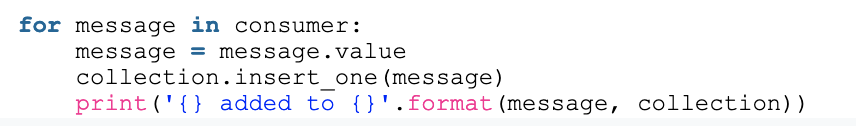 for message in consumer:
    message = message.value
    collection.insert_one(message)
    print('{} added to {}'.format(message, collection))